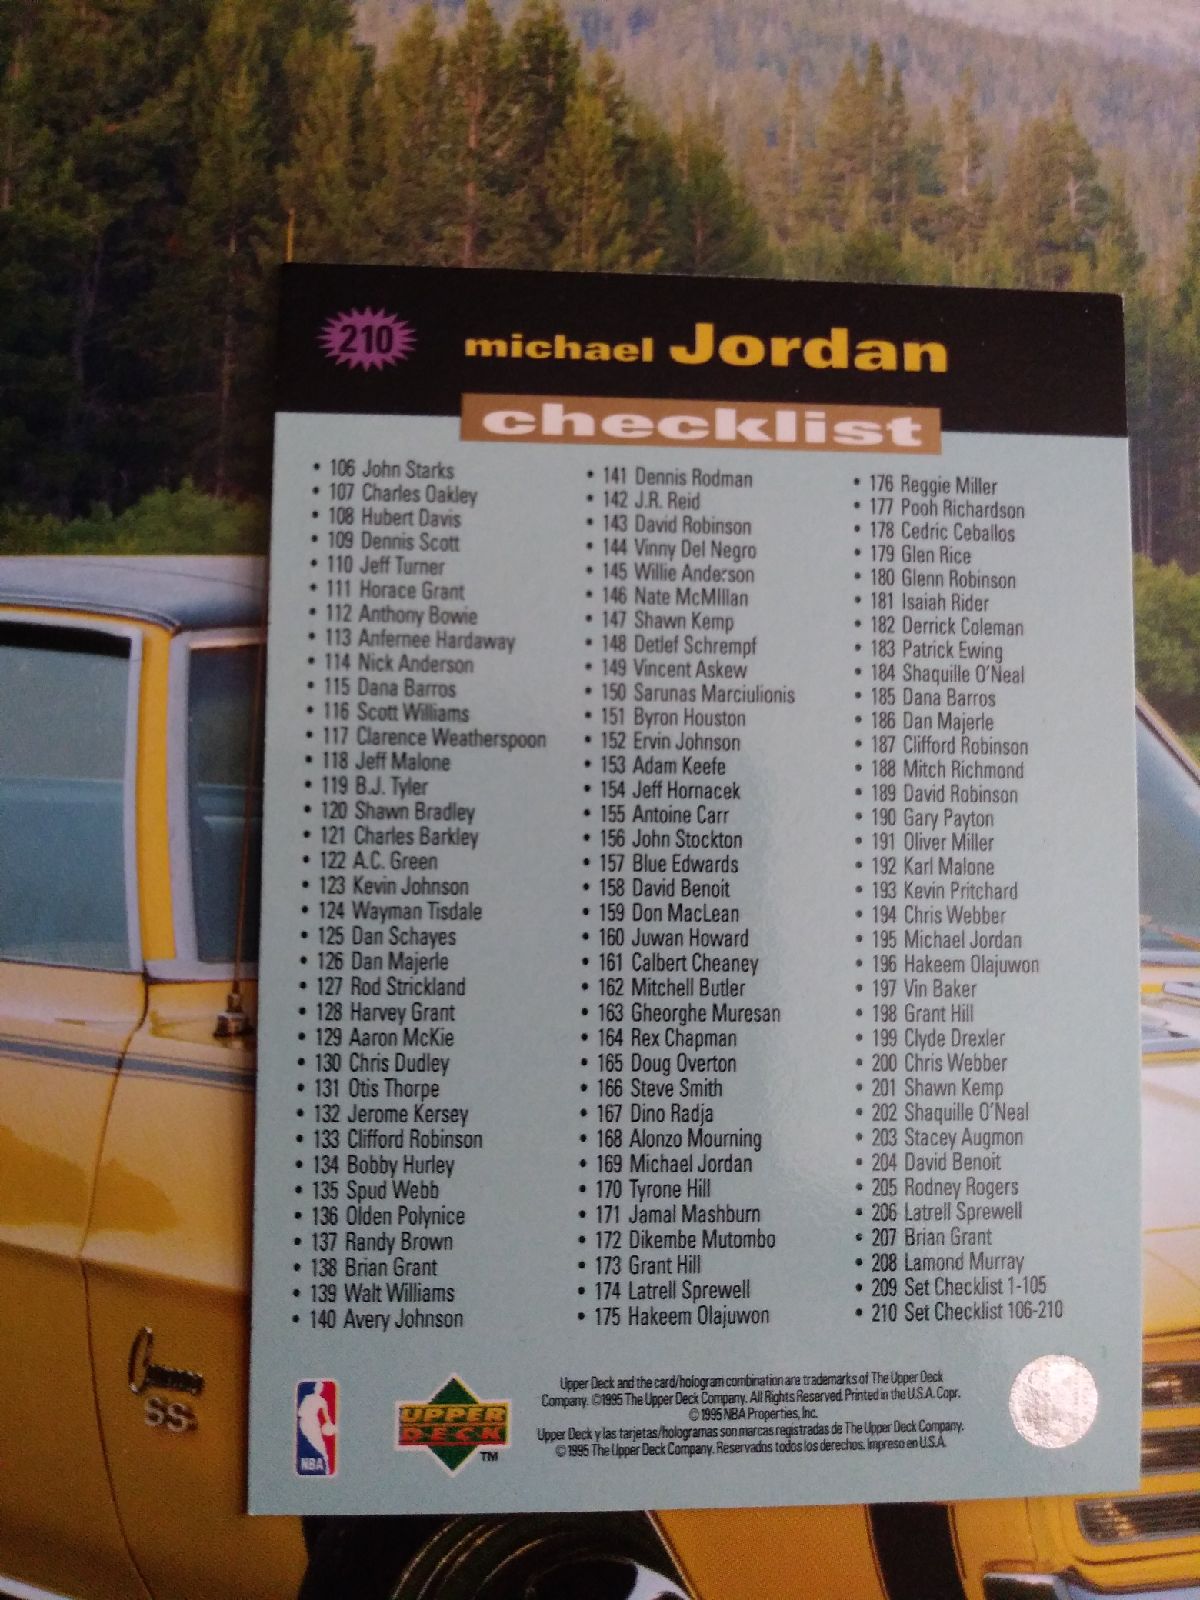 210
michael Jordan
checklist
• 106 John Starks
• 107 Charles Oakley
• 108 Hubert Davis
• 109 Dennis Scott
• 110 Jeff Turner
• 111 Horace Grant
• 112 Anthony Bowie
• 113 Anfernee Hardaway
• 114 Nick Anderson
• 115 Dana Barros
• 116 Scott Williams
• 117 Clarence Weatherspoon
• 118 Jeff Malone
• 119 B.J. Tyler
• 120 Shawn Bradley
• 121 Charles Barkley
• 122 A.C. Green
• 123 Kevin Johnson
• 124 Wayman Tisdale
• 125 Dan Schayes
• 126 Dan Majerle
• 127 Rod Strickland
• 128 Harvey Grant
• 129 Aaron McKie
• 130 Chris Dudley
• 131 Otis Thorpe
• 132 Jerome Kersey
• 133 Clifford Robinson
• 134 Bobby Hurley
• 135 Spud Webb
• 136 Olden Polynice
• 137 Randy Brown
• 138 Brian Grant
• 139 Walt Williams
• 140 Avery Johnson
• 141 Dennis Rodman
• 142 J.R. Reid
• 143 David Robinson
• 144 Vinny Del Negro
• 145 Willie Anderson
• 146 Nate McMIllan
• 147 Shawn Kemp
• 148 Detlef Schrempf
• 149 Vincent Askew
• 150 Sarunas Marciulionis
• 151 Byron Houston
• 152 Ervin Johnson
• 153 Adam Keefe
• 154 Jeff Hornacek
• 155 Antoine Carr
• 156 John Stockton
• 157 Blue Edwards
• 158 David Benoit
• 159 Don MacLean
• 160 Juwan Howard
• 161 Calbert Cheaney
• 162 Mitchell Butler
• 163 Gheorghe Muresan
• 164 Rex Chapman
• 165 Doug Overton
• 166 Steve Smith
• 167 Dino Radja
• 168 Alonzo Mourning
• 169 Michael Jordan
• 170 Tyrone Hill
• 171 Jamal Mashburn
• 172 Dikembe Mutombo
• 173 Grant Hill
• 174 Latrell Sprewell
• 175 Hakeem Olajuwon
• 176 Reggie Miller
• 177 Pooh Richardson
• 178 Cedric Ceballos
• 179 Glen Rice
• 180 Glenn Robinson
• 181 Isaiah Rider
• 182 Derrick Coleman
• 183 Patrick Ewing
• 184 Shaquille O'Neal
• 185 Dana Barros
• 186 Dan Majerle
• 187 Clifford Robinson
• 188 Mitch Richmond
• 189 David Robinson
• 190 Gary Payton
• 191 Oliver Miller
• 192 Karl Malone
• 193 Kevin Pritchard
• 194 Chris Webber
• 195 Michael Jordan
• 196 Hakeem Olajuwon
• 197 Vin Baker
• 198 Grant Hill
• 199 Clyde Drexler
• 200 Chris Webber
• 201 Shawn Kemp
• 202 Shaquille O'Neal
• 203 Stacey Augmon
• 204 David Benoit
• 205 Rodney Rogers
• 206 Latrell Sprewell
• 207 Brian Grant
• 208 Lamond Murray
• 209 Set Checklist 1-105
• 210 Set Checklist 106-210
Camaro
SS
NBA
UPPER
DECK
™
Upper Deck and the card/hologram combination are trademarks of The Upper Deck
Company. ©1995 The Upper Deck Company. All Rights Reserved. Printed in the U.S.A. Copr.
© 1995 NBA Properties, Inc.
Upper Deck y las tarjetas/hologramas son marcas registradas de The Upper Deck Company.
© 1995 The Upper Deck Company. Reservados todos los derechos. Impreso en U.S.A.